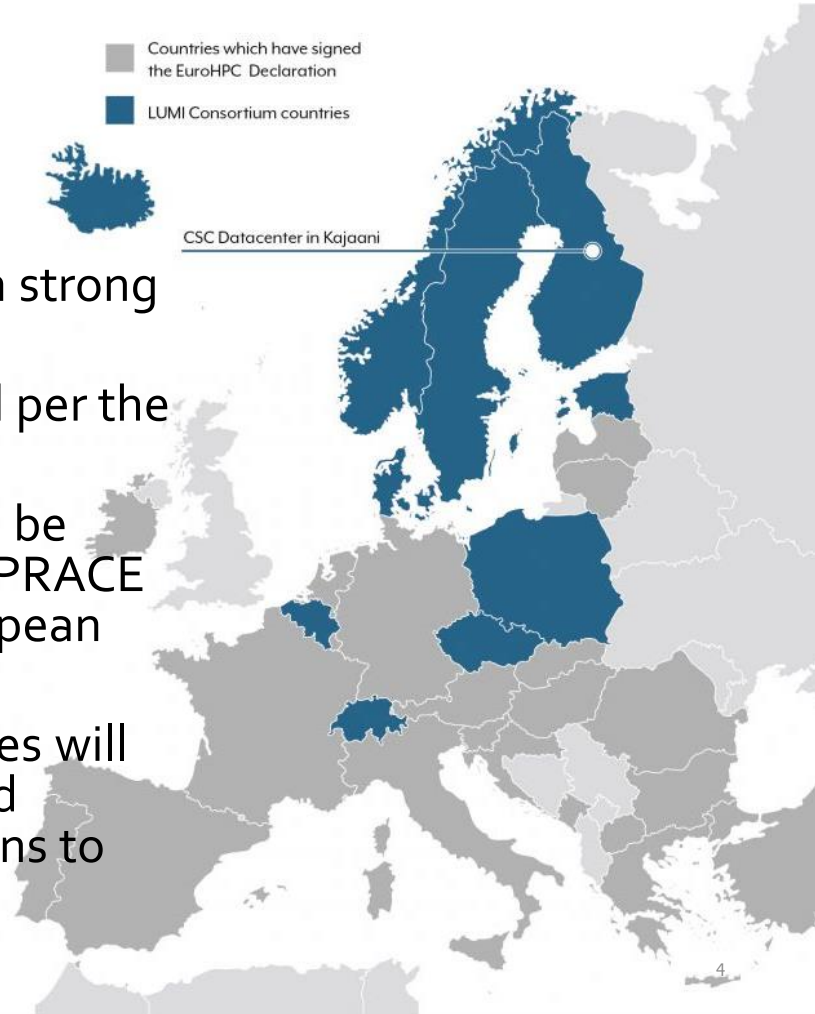 Countries which have signed
the EuroHPC Declaration
LUMI Consortium countries
CSC Datacenter in Kajaani
strong
per the
be
PRACE
pean
es will
d
ns to
4